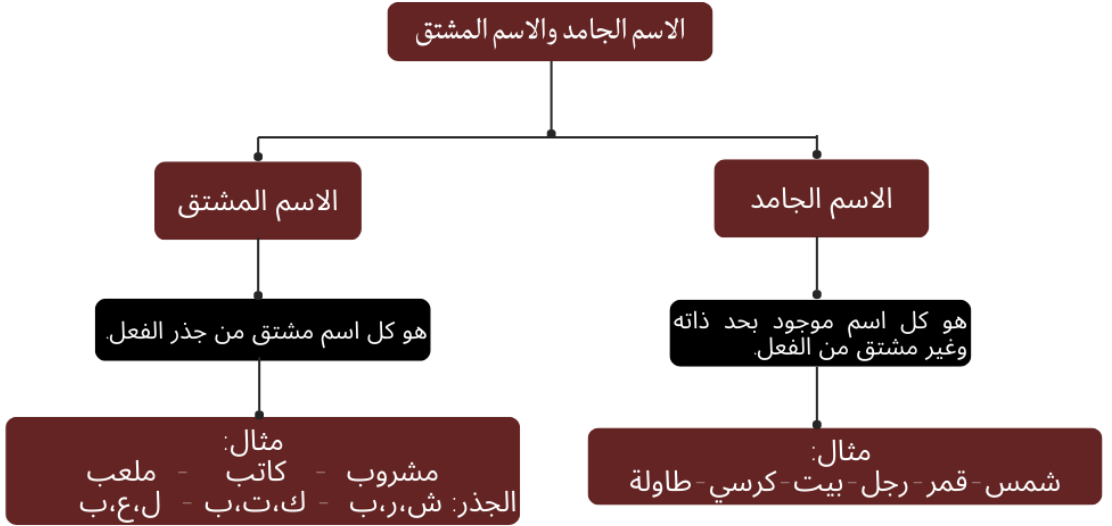 الاسم الجامد والاسم المشتق
الاسم الجامد
هو كل اسم موجود بحد ذاته
وغير مشتق من الفعل.
مثال:
شمس - قمر - رجل - بيت - كرسي - طاولة
الاسم المشتق
هو كل اسم مشتق من جذر الفعل.
مثال:
مشروب - كاتب - ملعب
الجذر: ش،ر،ب - ك،ت،ب - ل،ع،ب